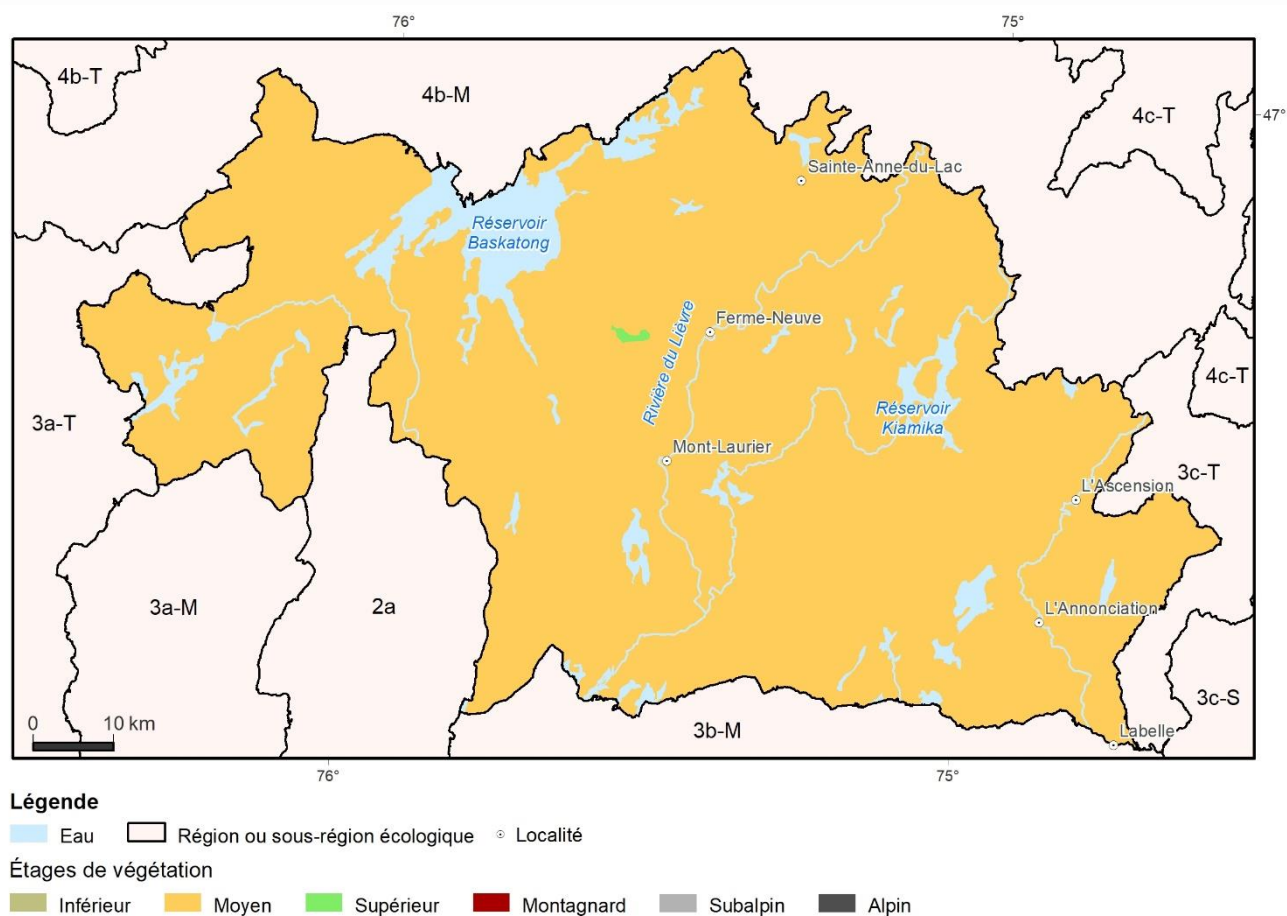 76°
75°
4b-T
4b-M
4c-T
47°
Sainte-Anne-du-Lac
Réservoir
Baskatong
Rivière du Lièvre
Ferme-Neuve
4c-T
3a-T
Réservoir
Kiamika
Mont-Laurier
3c-T
L'Ascension
3a-M
2a
L'Annonciation
3c-S
0 10 km
3b-M
Labelle
76°
75°
Légende
Eau Région ou sous-région écologique Localité
Étages de végétation
Inférieur Moyen Supérieur Montagnard Subalpin Alpin